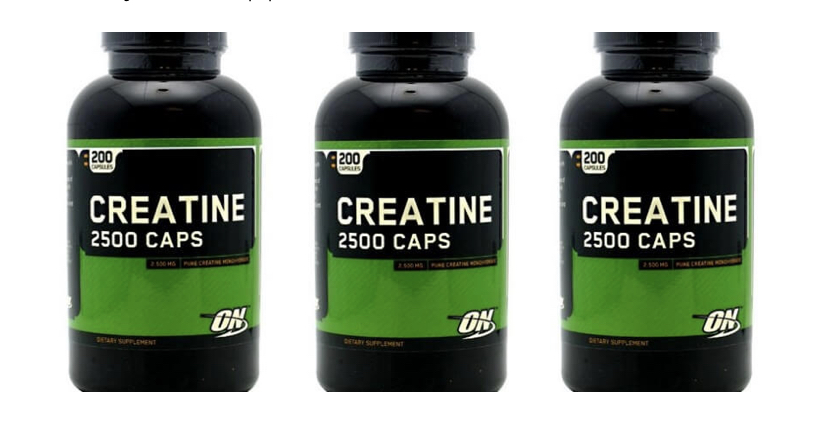 200
CAPSULES
CREATINE
2500 CAPS
2 500 MG | PURE CREATINE MONOHYDRATE
ON
DIETARY SUPPLEMENT
200
CAPSULES
CREATINE
2500 CAPS
2 500 MG | PURE CREATINE MONOHYDRATE
ON
DIETARY SUPPLEMENT
200
CAPSULES
CREATINE
2500 CAPS
2 500 MG | PURE CREATINE MONOHYDRATE
ON
DIETARY SUPPLEMENT